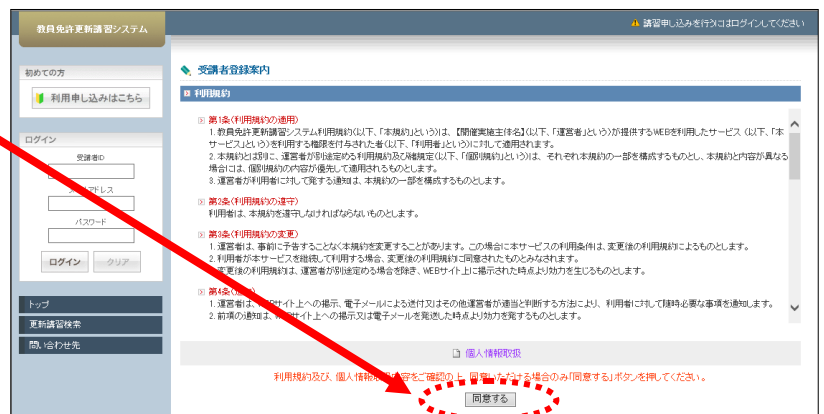 教員免許更新講習システム
⚠ 講習申し込みを行うにはログインしてください
初めての方
利用申し込みはこちら
ログイン
受講者ID
パスワード
ログイン クリア
トップ
更新講習検索
問い合わせ先
受講者登録案内
利用規約
第1条(利用規約の適用)
1. 教員免許更新講習システム利用規約(以下、「本規約」という)は、【開催実施主体名】(以下、「運営者」という)が提供するWEBを利用したサービス (以下、「本
サービス」という)を利用する権限を付与された者(以下、「利用者」という)に対して適用されます。
2. 本規約とは別に、運営者が別途定める利用規約及び諸規定(以下、「個別規約」という)は、それぞれ本規約の一部を構成するものとし、本規約と内容が異なる
場合には、個別規約の内容が優先して適用されるものとします。
3. 運営者が利用者に対して発する通知は、本規約の一部を構成するものとします。
第2条(利用規約の遵守)
利用者は、本規約を遵守しなければならないものとします。
第3条(利用規約の変更)
1. 運営者は、事前に予告することなく本規約を変更することがあります。この場合に本サービスの利用条件は、変更後の利用規約によるものとします。
2. 利用者が本サービスを継続して利用する場合、変更後の利用規約に同意されたものとみなされます。
変更後の利用規約は、運営者が別途定める場合を除き、WEBサイト上に掲示された時点より効力を生じるものとします。
第4条
1. 運営者は、WEBサイト上への掲示、電子メールによる送付又はその他運営者が適当と判断する方法により、利用者に対して随時必要な事項を通知します。
2. 前項の通知は、サイト上への掲示又は電子メールを発送した時点より効力を発するものとします。
個人情報取扱
利用規約及び、個人情報取扱内容をご確認の上、同意いただける場合のみ「同意する」ボタンを押してください。
同意する